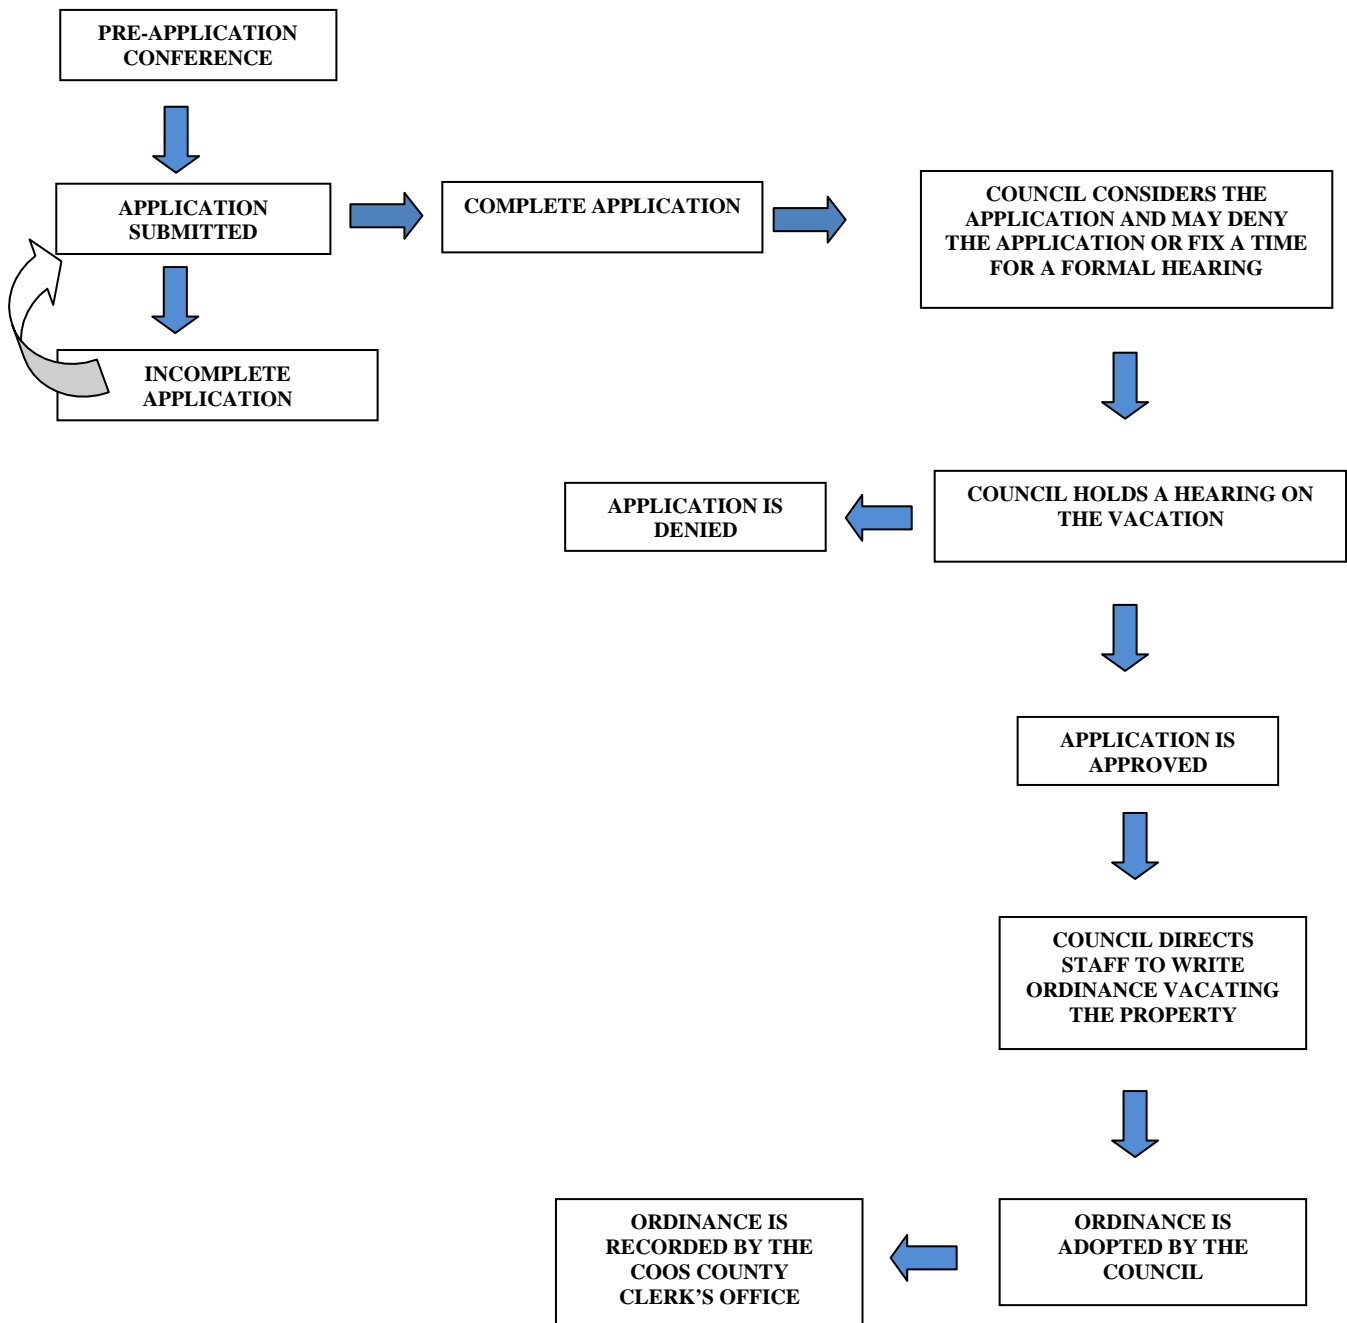 PRE-APPLICATION
CONFERENCE
APPLICATION
SUBMITTED
COMPLETE APPLICATION
COUNCIL CONSIDERS THE
APPLICATION AND MAY DENY
THE APPLICATION OR FIX A TIME
FOR A FORMAL HEARING
INCOMPLETE
APPLICATION
COUNCIL HOLDS A HEARING ON
THE VACATION
APPLICATION IS
DENIED
APPLICATION IS
APPROVED
COUNCIL DIRECTS
STAFF TO WRITE
ORDINANCE VACATING
THE PROPERTY
ORDINANCE IS
ADOPTED BY THE
COUNCIL
ORDINANCE IS
RECORDED BY THE
COOS COUNTY
CLERK’S OFFICE